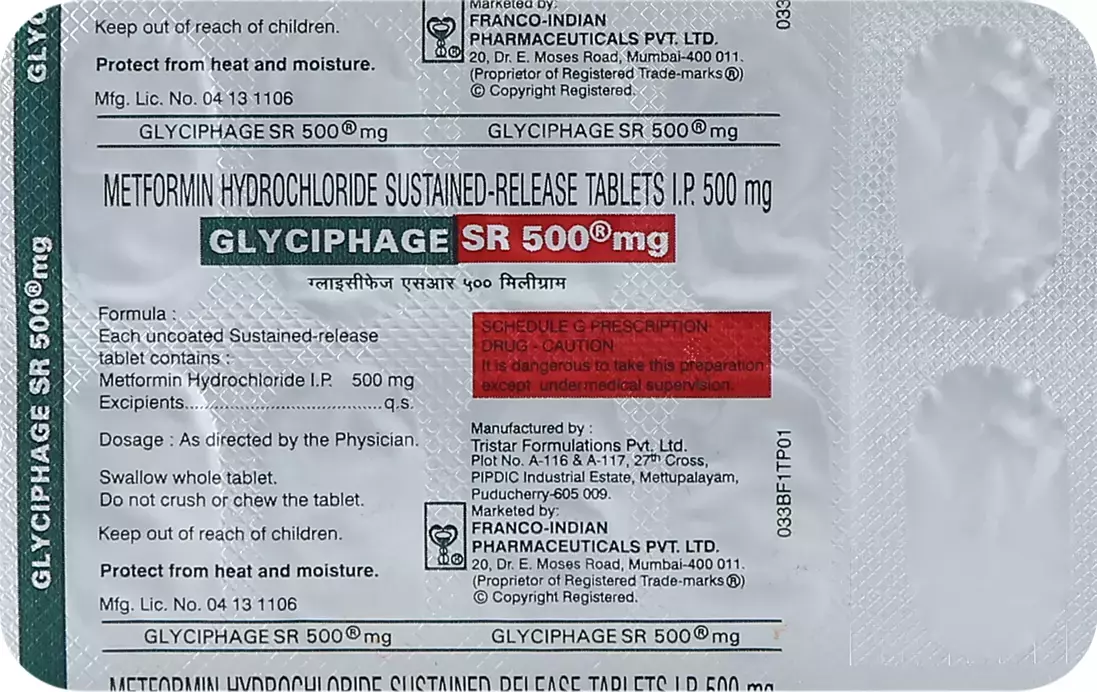 Keep out of reach of children.
Protect from heat and moisture.
Mfg. Lic. No. 04 13 1106
Marketed by:
FRANCO-INDIAN
PHARMACEUTICALS PVT. LTD.
20, Dr. E. Moses Road, Mumbai-400 011.
(Proprietor of Registered Trade-marks ®)
© Copyright Registered.
033
GLYCIPHAGE SR 500® mg GLYCIPHAGE SR 500® mg
METFORMIN HYDROCHLORIDE SUSTAINED-RELEASE TABLETS I.P. 500 mg
GLYCIPHAGE SR 500® mg
ग्लाइसीफेज एसआर ५०० मिलीग्राम
Formula :
Each uncoated Sustained-release
tablet contains :
Metformin Hydrochloride I.P. 500 mg
Excipients.......................................q.s.
Dosage : As directed by the Physician.
Swallow whole tablet.
Do not crush or chew the tablet.
Keep out of reach of children.
Protect from heat and moisture.
Mfg. Lic. No. 04 13 1106
SCHEDULE G PRESCRIPTION
DRUG - CAUTION
It is dangerous to take this preparation
except under medical supervision.
Manufactured by :
Tristar Formulations Pvt. Ltd.
Plot No. A-116 & A-117, 27th Cross,
PIPDIC Industrial Estate, Mettupalayam,
Puducherry-605 009.
Marketed by:
FRANCO-INDIAN
PHARMACEUTICALS PVT. LTD.
20, Dr. E. Moses Road, Mumbai-400 011.
(Proprietor of Registered Trade-marks ®)
© Copyright Registered.
033BF1TP01
GLYCIPHAGE SR 500® mg GLYCIPHAGE SR 500® mg
METFORMIN HYDROCHLORIDE SUSTAINED RELEASE TABLETS I.P. 500 mg
GLYCIPHAGE SR 500® mg
GLYC